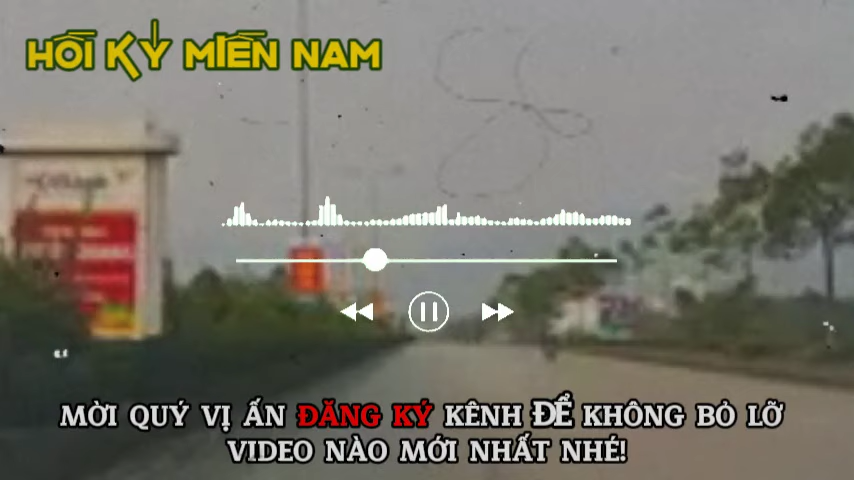 HỒI KÝ MIỀN NAM
MỜI QUÝ VỊ ẤN ĐĂNG KÝ KÊNH ĐỂ KHÔNG BỎ LỠ
VIDEO NÀO MỚI NHẤT NHÉ!